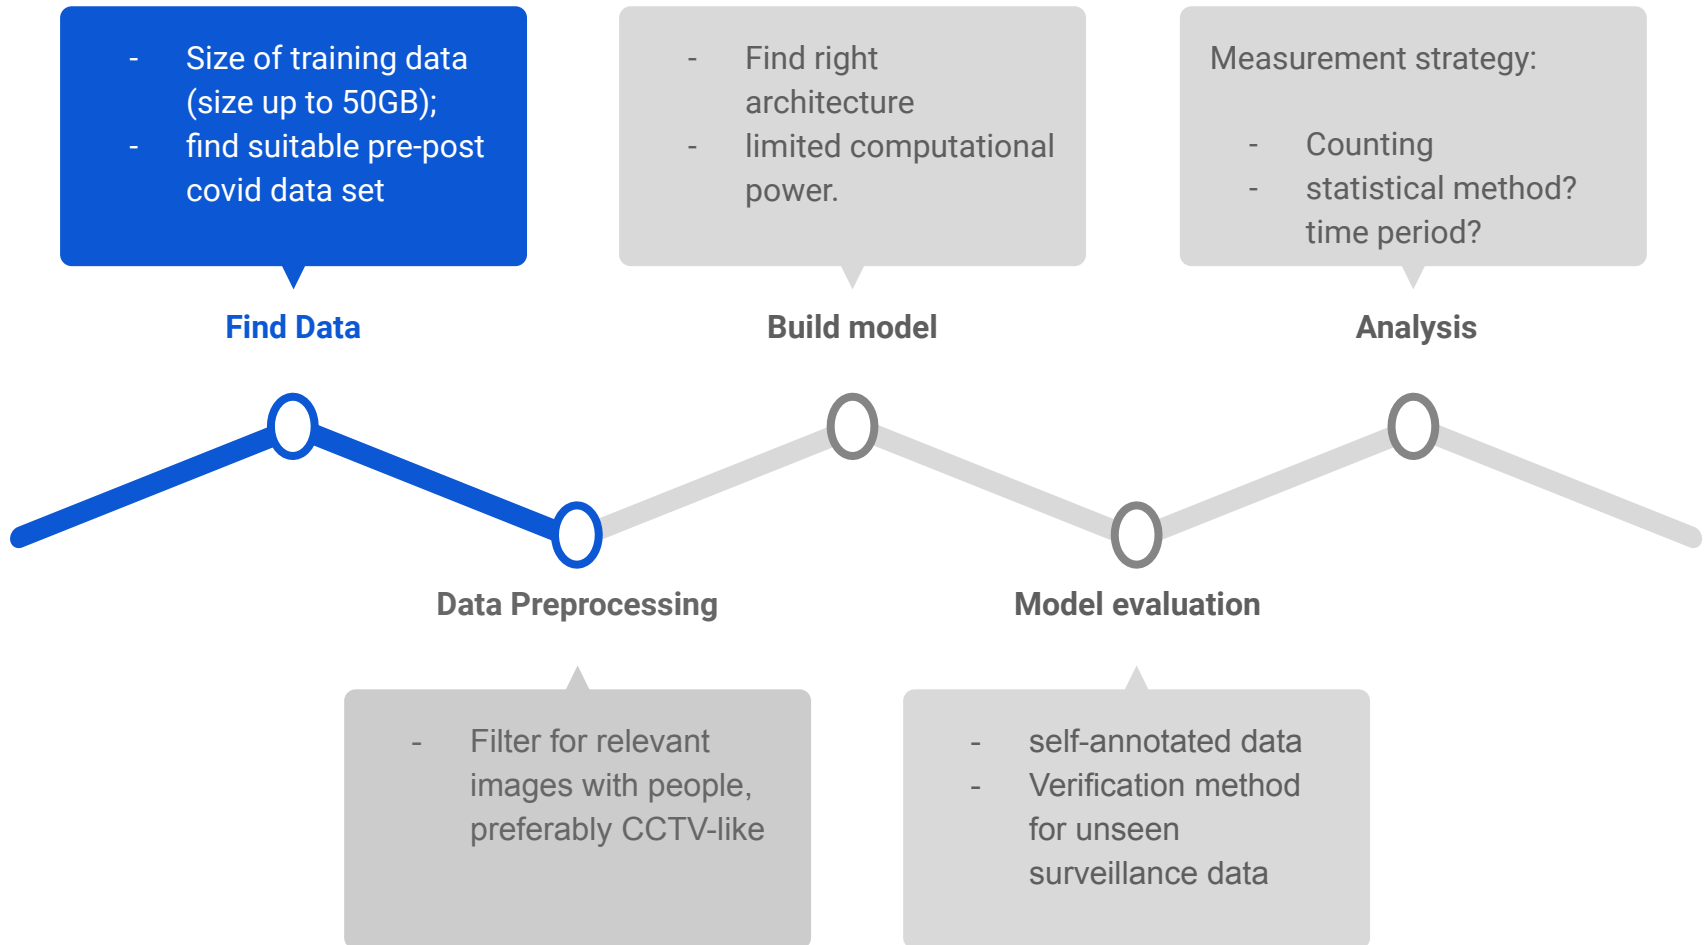 - Size of training data
(size up to 50GB);
- find suitable pre-post
covid data set
Find Data
- Find right
architecture
- limited computational
power.
Build model
Measurement strategy:
- Counting
- statistical method?
time period?
Analysis
Data Preprocessing
- Filter for relevant
images with people,
preferably CCTV-like
Model evaluation
- self-annotated data
- Verification method
for unseen
surveillance data